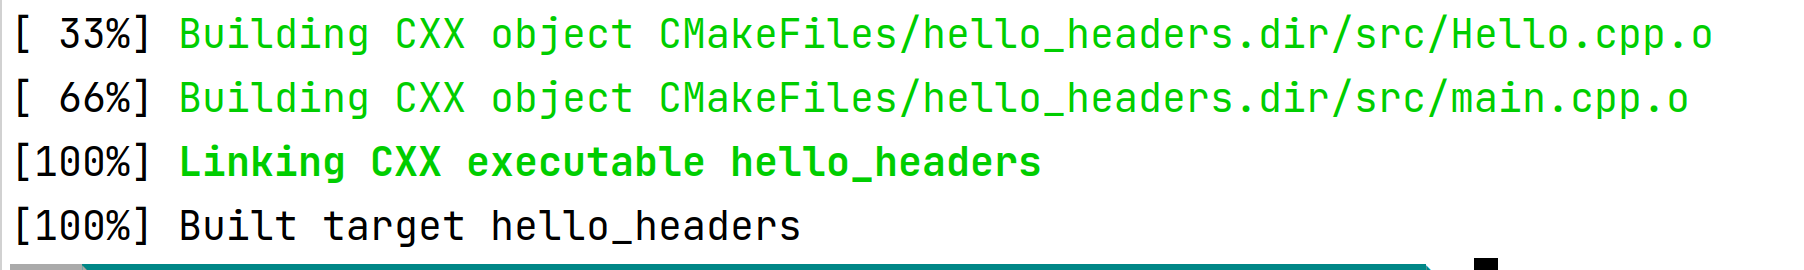 [ 33%] Building CXX object CMakeFiles/hello_headers.dir/src/Hello.cpp.o
[ 66%] Building CXX object CMakeFiles/hello_headers.dir/src/main.cpp.o
[100%] Linking CXX executable hello_headers
[100%] Built target hello_headers